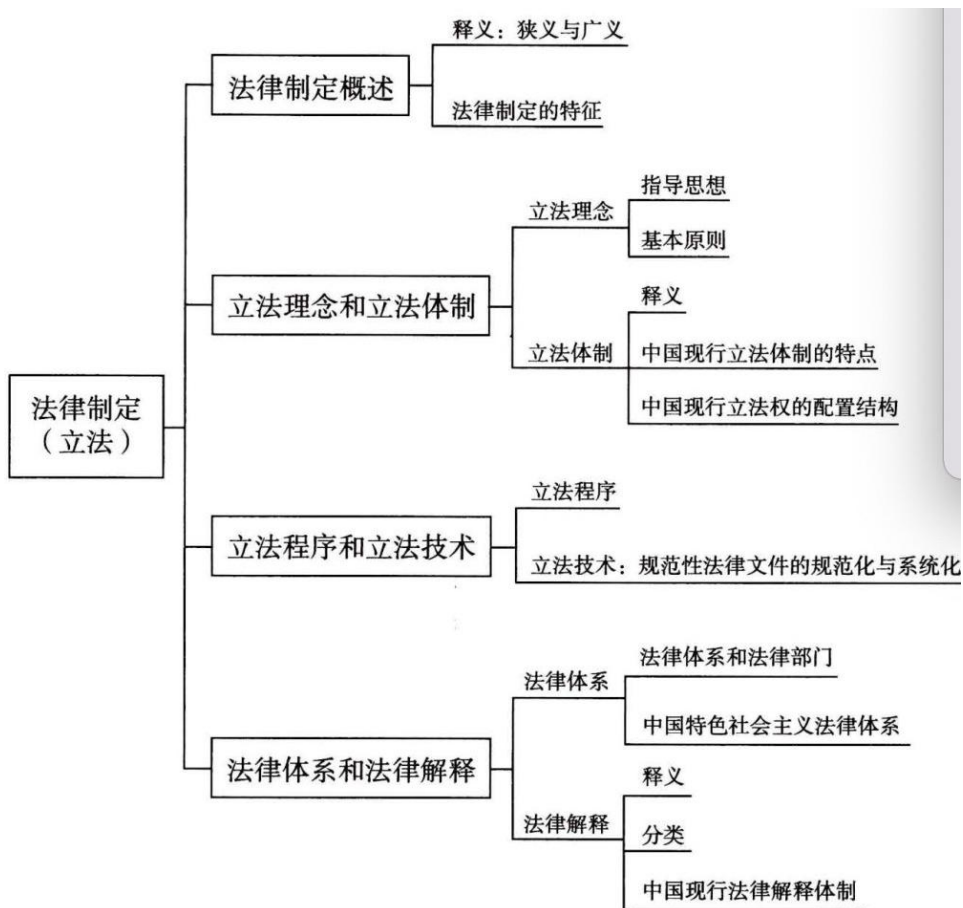 法律制定
（立法）
法律制定概述
释义：狭义与广义
法律制定的特征
立法理念和立法体制
立法理念
指导思想
基本原则
立法体制
释义
中国现行立法体制的特点
中国现行立法权的配置结构
立法程序和立法技术
立法程序
立法技术：规范性法律文件的规范化与系统化
法律体系和法律解释
法律体系
法律体系和法律部门
中国特色社会主义法律体系
法律解释
释义
分类
中国现行法律解释体制